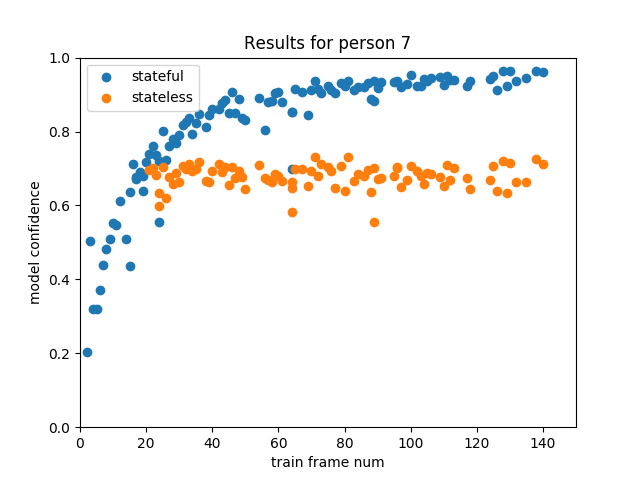 Results for person 7
stateful
stateless
1.0
0.8
0.6
0.4
0.2
0.0
model confidence
0 20 40 60 80 100 120 140
train frame num